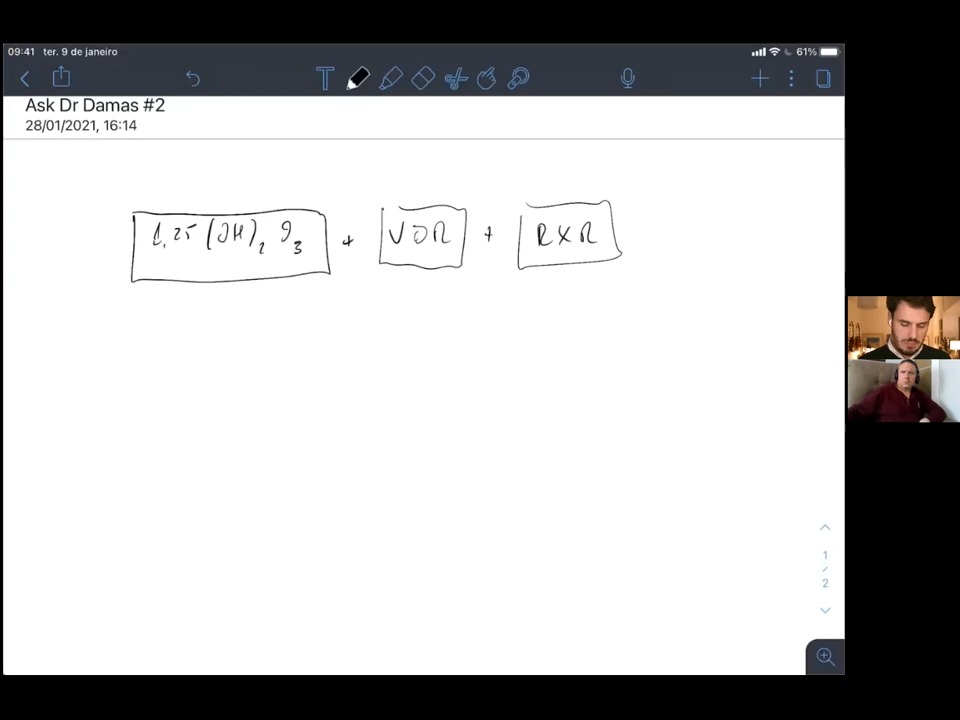 09:41 ter. 9 de janeiro 61%
T
Ask Dr Damas #2
28/01/2021, 16:14
1,25 (OH)2 D3 + VDR + RXR
1
/
2